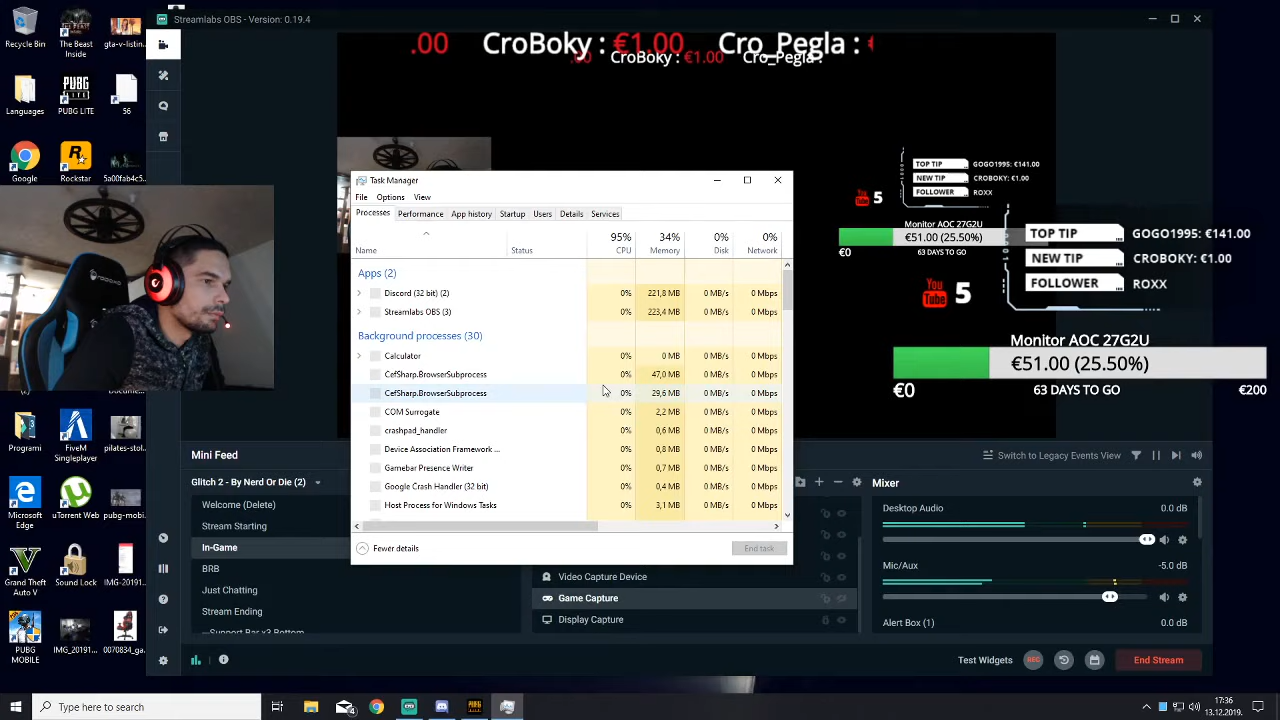 Streamlabs OBS - Version: 0.19.4
.00 CroBoky : €1.00 Cro_Pegla :
.00 CroBoky : €1.00 Cro_Pegla :
Recycle Bin
The Inside
gta-v-listin...
PUBG LITE
PUBG Lite
Google
Rockstar
5a0fab4c5...
Programi
FiveM Singleplayer
pilates-stol...
Edge
uTorrent Web
pubg-mobi...
Grand Theft Auto V
Sound Lock
IMG-20191...
PUBG MOBILE
IMG_20191...
0070834_ga...
Task Manager
File Options View
Processes Performance App history Startup Users Details Services
95% 34% 0% 0%
Name Status CPU Memory Disk Network
Apps (2)
Discord (32 bit) (2) 0% 221,8 MB 0 MB/s 0 Mbps
Streamlabs OBS (3) 0% 223,4 MB 0 MB/s 0 Mbps
Background processes (30)
Calculator 0% 0 MB 0 MB/s 0 Mbps
CefSharp.BrowserSubprocess 0% 47,0 MB 0 MB/s 0 Mbps
CefSharp.BrowserSubprocess 0% 29,6 MB 0 MB/s 0 Mbps
COM Surrogate 0% 2,2 MB 0 MB/s 0 Mbps
crashpad_handler 0% 0,6 MB 0 MB/s 0 Mbps
Device Association Framework ... 0% 0,8 MB 0 MB/s 0 Mbps
Gamebar Presence Writer 0% 0,7 MB 0 MB/s 0 Mbps
Google Crash Handler (32 bit) 0% 0,4 MB 0 MB/s 0 Mbps
Host Process for Windows Tasks 0% 3,1 MB 0 MB/s 0 Mbps
Fewer details
End task
TOP TIP GOGO1995: €141.00
NEW TIP CROBOKY: €1.00
FOLLOWER ROXX
You Tube 5
Monitor AOC 27G2U
€51.00 (25.50%)
€0 63 DAYS TO GO
TOP TIP GOGO1995: €141.00
NEW TIP CROBOKY: €1.00
FOLLOWER ROXX
You Tube 5
Monitor AOC 27G2U
€51.00 (25.50%)
€0 63 DAYS TO GO €200
Mini Feed
Switch to Legacy Events View
Glitch 2 - By Nerd Or Die (2)
Welcome (Delete)
Stream Starting
In-Game
BRB
Just Chatting
Stream Ending
—Support Bar x3 Bottom
Video Capture Device
Game Capture
Display Capture
Mixer
Desktop Audio 0.0 dB
Mic/Aux -5.0 dB
Alert Box (1) 0.0 dB
Test Widgets
REC
End Stream
Type here to search
17:36
13.12.2019.